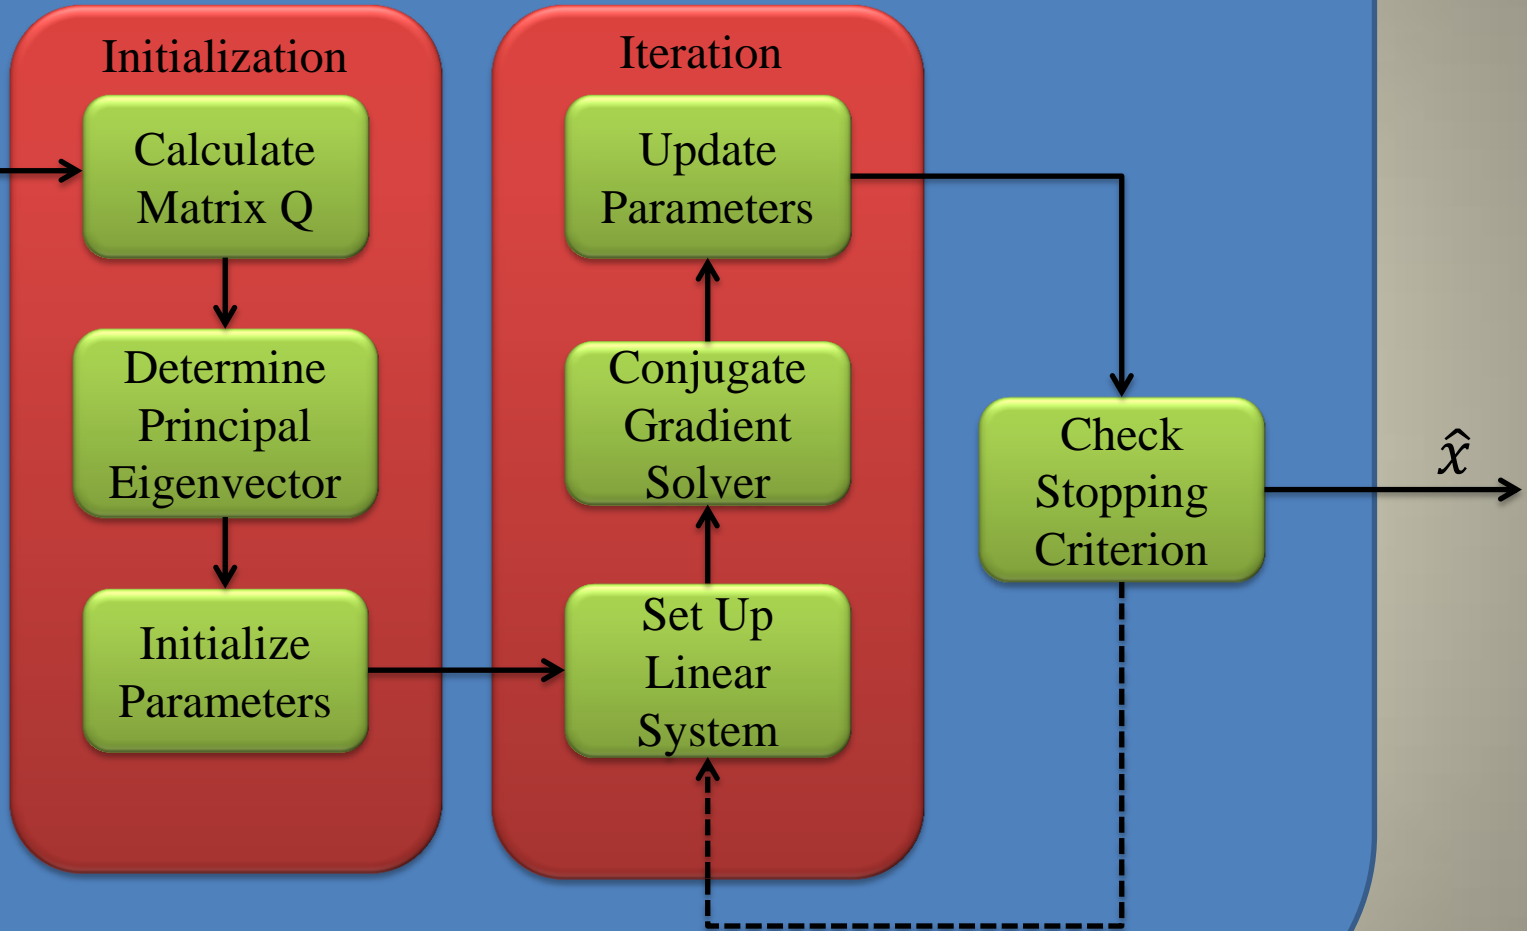 Initialization
Calculate
Matrix Q
Determine
Principal
Eigenvector
Initialize
Parameters
Iteration
Update
Parameters
Conjugate
Gradient
Solver
Set Up
Linear
System
Check
Stopping
Criterion
x̂